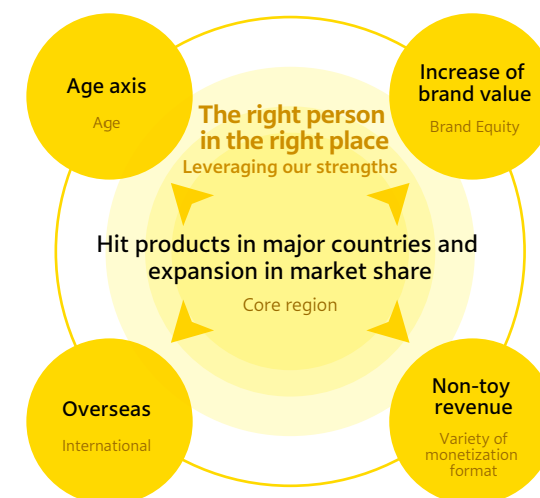 Age axis
Age
Increase of
brand value
Brand Equity
The right person
in the right place
Leveraging our strengths
Hit products in major countries and
expansion in market share
Core region
Overseas
International
Non-toy
revenue
Variety of
monetization
format